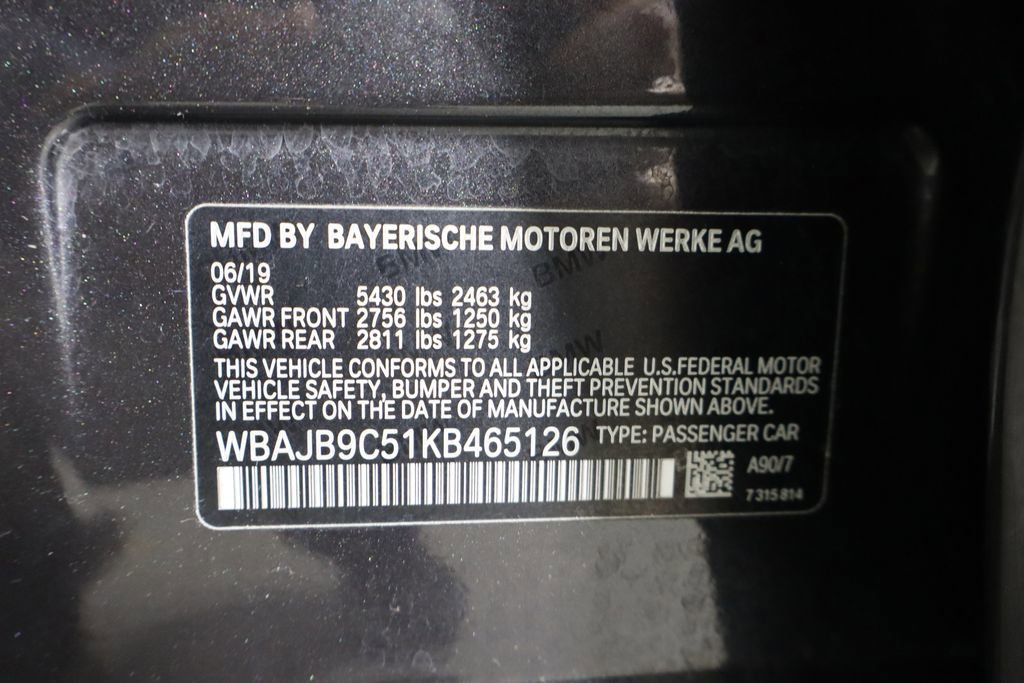 MFD BY BAYERISCHE MOTOREN WERKE AG
06/19
GVWR 5430 lbs 2463 kg
GAWR FRONT 2756 lbs 1250 kg
GAWR REAR 2811 lbs 1275 kg
THIS VEHICLE CONFORMS TO ALL APPLICABLE U.S.FEDERAL MOTOR
VEHICLE SAFETY, BUMPER AND THEFT PREVENTION STANDARDS
IN EFFECT ON THE DATE OF MANUFACTURE SHOWN ABOVE.
WBAJB9C51KB465126 TYPE: PASSENGER CAR
A90/7
7 315 814
BMW
BMW
BMW